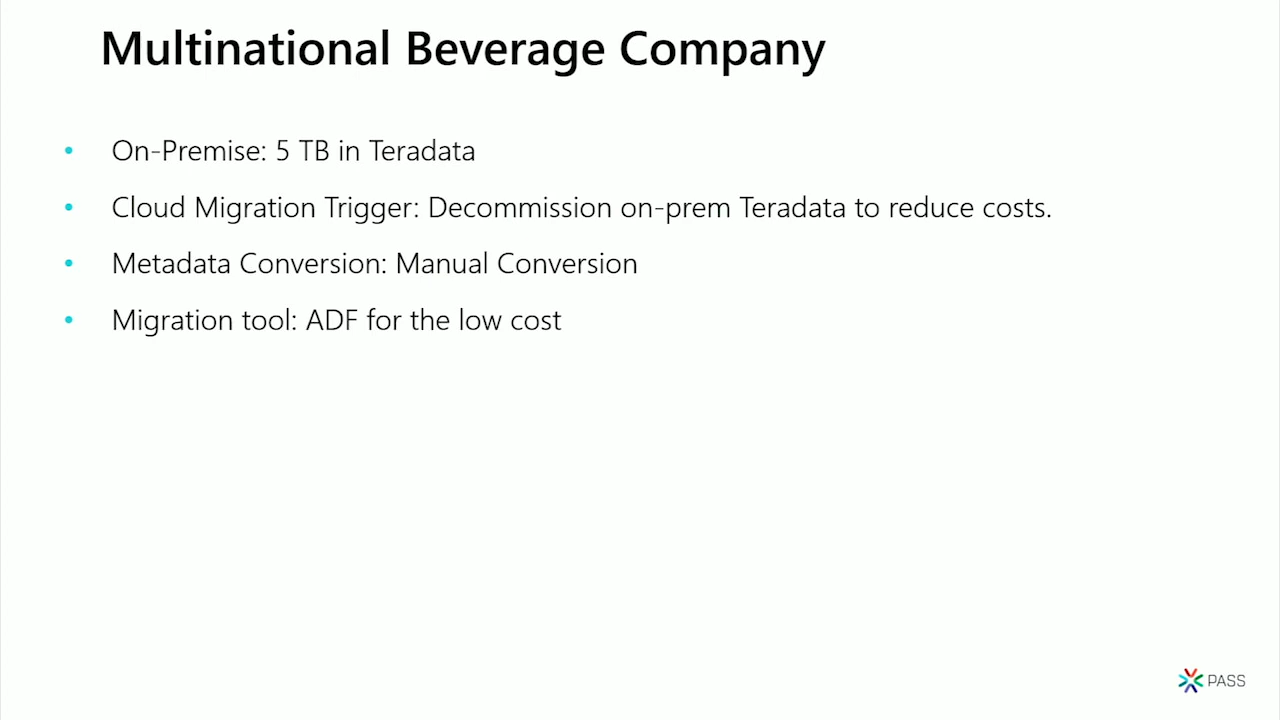 Multinational Beverage Company
• On-Premise: 5 TB in Teradata
• Cloud Migration Trigger: Decommission on-prem Teradata to reduce costs.
• Metadata Conversion: Manual Conversion
• Migration tool: ADF for the low cost
PASS